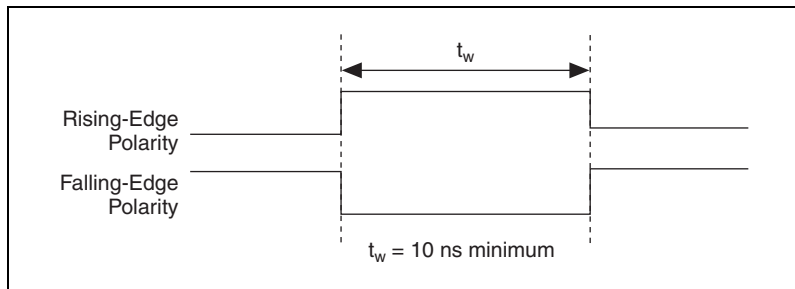 t_w
Rising-Edge
Polarity
Falling-Edge
Polarity
t_w = 10 ns minimum